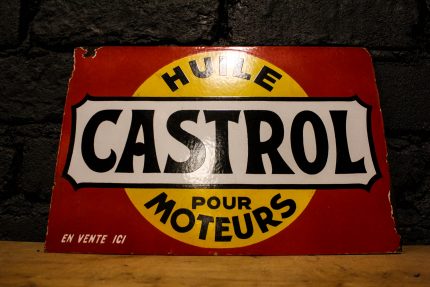 HUILE
CASTROL
POUR
MOTEURS
EN VENTE ICI